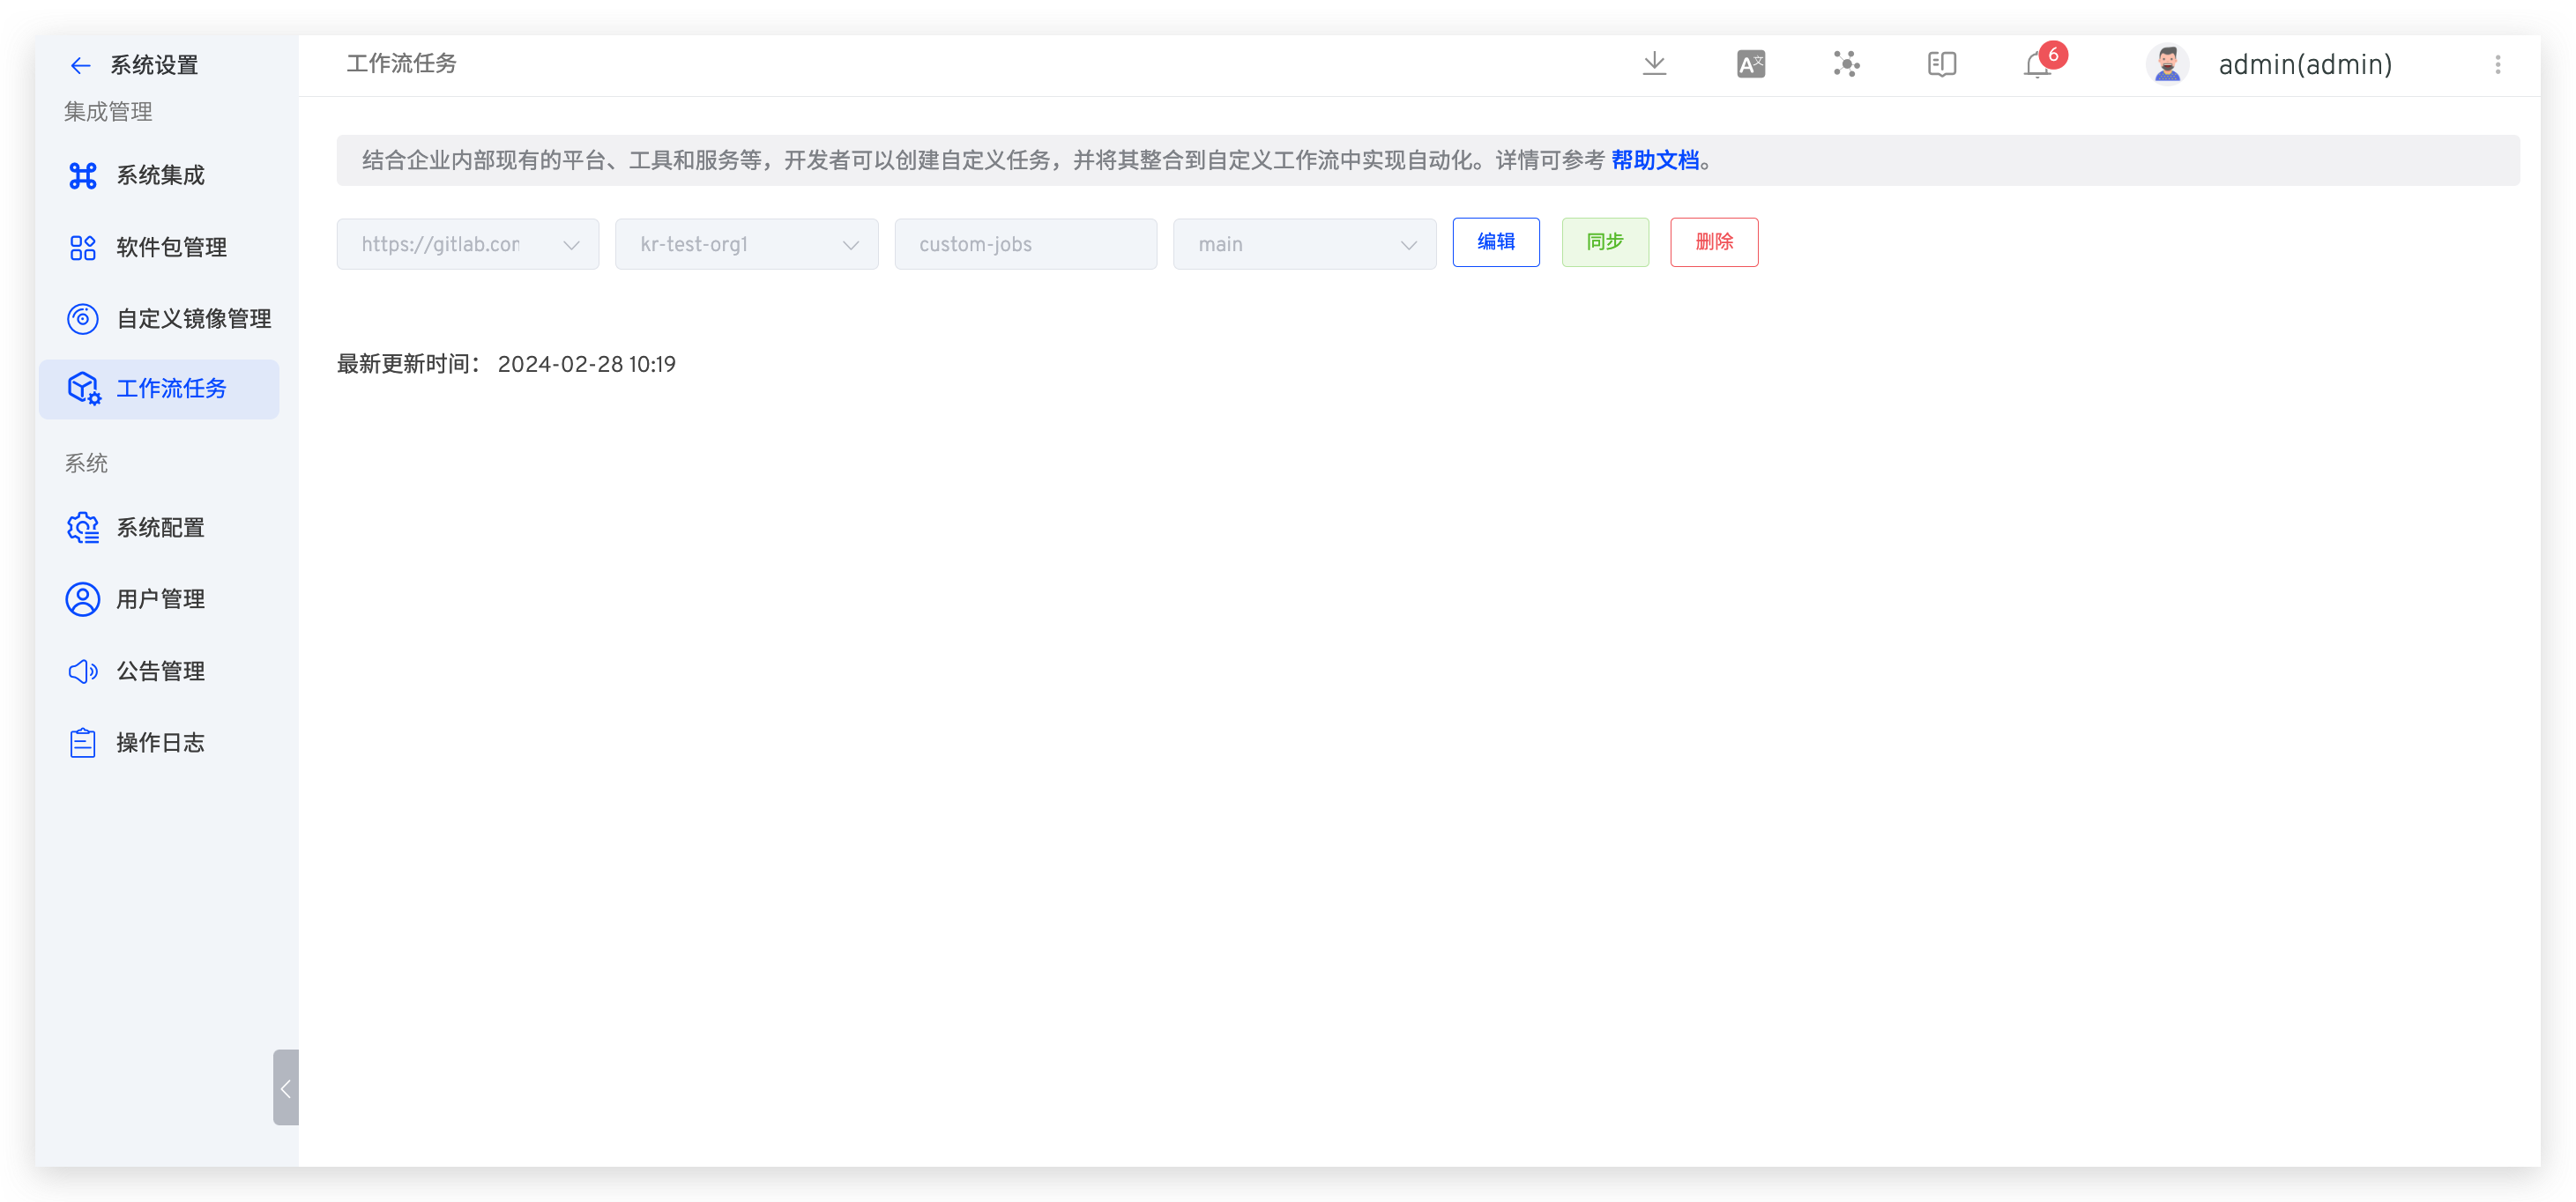 系统设置
集成管理
系统集成
软件包管理
自定义镜像管理
工作流任务
系统
系统配置
用户管理
公告管理
操作日志
工作流任务
A文
6
admin(admin)
结合企业内部现有的平台、工具和服务等，开发者可以创建自定义任务，并将其整合到自定义工作流中实现自动化。详情可参考 帮助文档。
https://gitlab.con
kr-test-org1
custom-jobs
main
编辑
同步
删除
最新更新时间： 2024-02-28 10:19